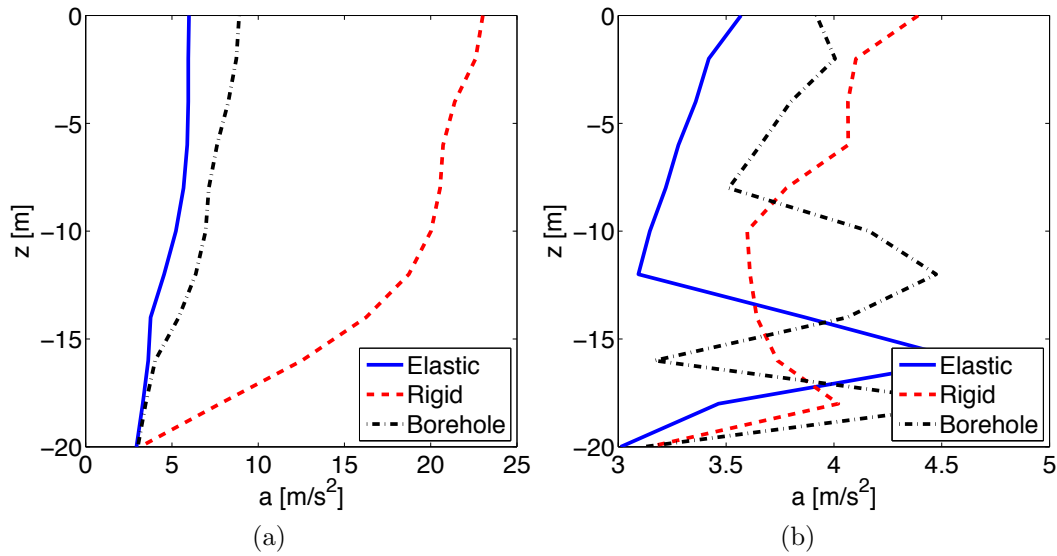 0
−5
−10
−15
−20
z [m]
0 5 10 15 20 25
a [m/s²]
Elastic
Rigid
Borehole
(a)
0
−5
−10
−15
−20
z [m]
3 3.5 4 4.5 5
a [m/s²]
Elastic
Rigid
Borehole
(b)